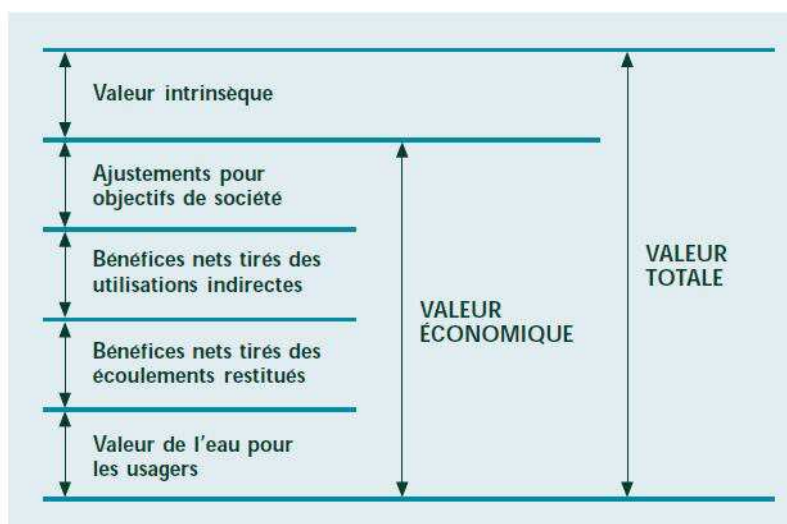 Valeur intrinsèque
Ajustements pour
objectifs de société
Bénéfices nets tirés des
utilisations indirectes
Bénéfices nets tirés des
écoulements restitués
Valeur de l'eau pour
les usagers
VALEUR
ÉCONOMIQUE
VALEUR
TOTALE